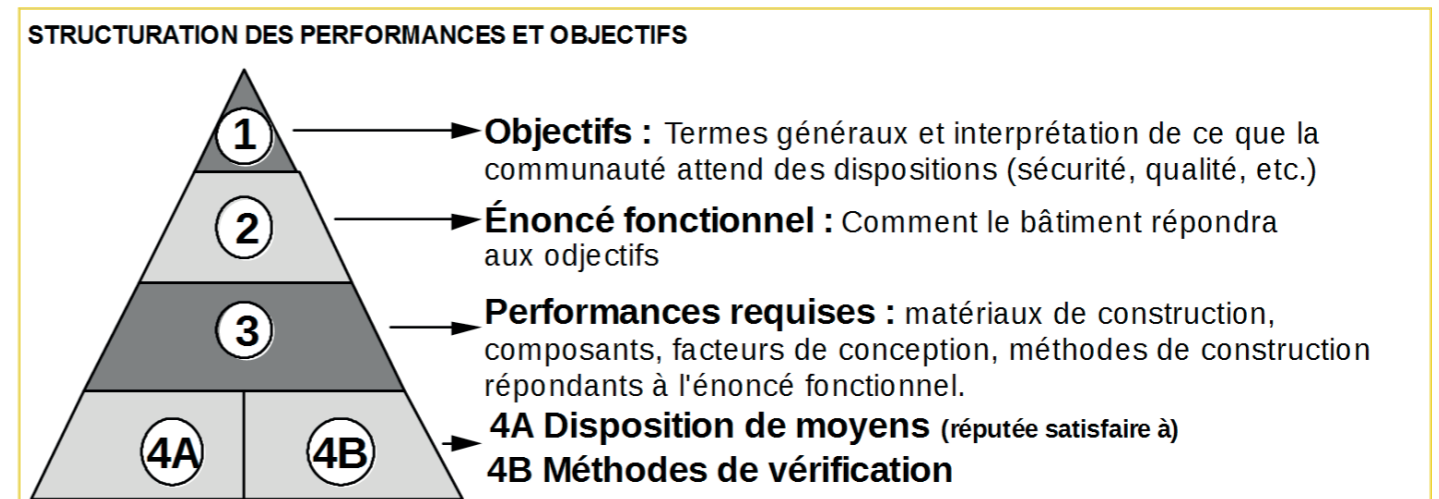 STRUCTURATION DES PERFORMANCES ET OBJECTIFS
1
Objectifs : Termes généraux et interprétation de ce que la
communauté attend des dispositions (sécurité, qualité, etc.)
2
Énoncé fonctionnel : Comment le bâtiment répondra
aux odjectifs
3
Performances requises : matériaux de construction,
composants, facteurs de conception, méthodes de construction
répondants à l'énoncé fonctionnel.
4A 4B
4A Disposition de moyens (réputée satisfaire à)
4B Méthodes de vérification